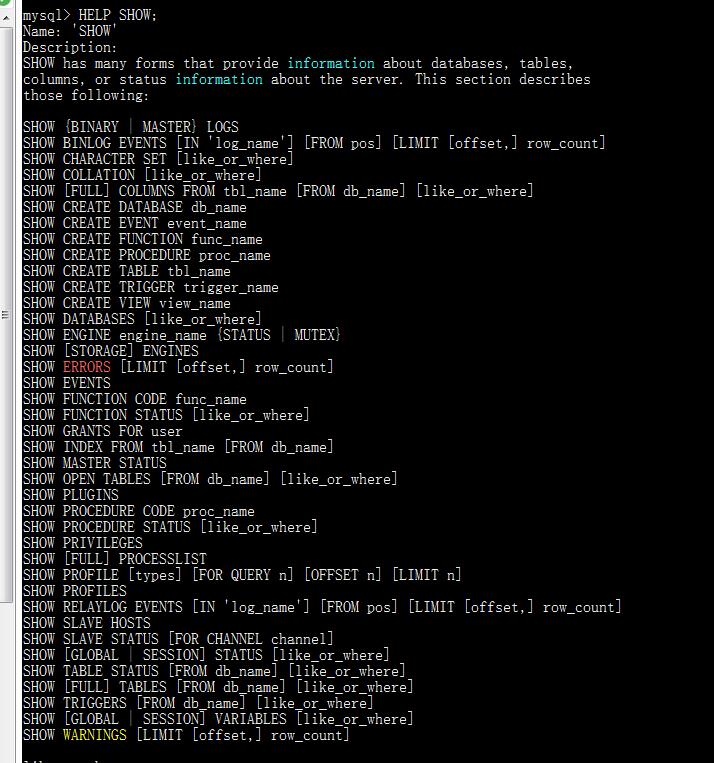 mysql> HELP SHOW;
Name: 'SHOW'
Description:
SHOW has many forms that provide information about databases, tables,
columns, or status information about the server. This section describes
those following:
SHOW {BINARY | MASTER} LOGS
SHOW BINLOG EVENTS [IN 'log_name'] [FROM pos] [LIMIT [offset,] row_count]
SHOW CHARACTER SET [like_or_where]
SHOW COLLATION [like_or_where]
SHOW [FULL] COLUMNS FROM tbl_name [FROM db_name] [like_or_where]
SHOW CREATE DATABASE db_name
SHOW CREATE EVENT event_name
SHOW CREATE FUNCTION func_name
SHOW CREATE PROCEDURE proc_name
SHOW CREATE TABLE tbl_name
SHOW CREATE TRIGGER trigger_name
SHOW CREATE VIEW view_name
SHOW DATABASES [like_or_where]
SHOW ENGINE engine_name {STATUS | MUTEX}
SHOW [STORAGE] ENGINES
SHOW ERRORS [LIMIT [offset,] row_count]
SHOW EVENTS
SHOW FUNCTION CODE func_name
SHOW FUNCTION STATUS [like_or_where]
SHOW GRANTS FOR user
SHOW INDEX FROM tbl_name [FROM db_name]
SHOW MASTER STATUS
SHOW OPEN TABLES [FROM db_name] [like_or_where]
SHOW PLUGINS
SHOW PROCEDURE CODE proc_name
SHOW PROCEDURE STATUS [like_or_where]
SHOW PRIVILEGES
SHOW [FULL] PROCESSLIST
SHOW PROFILE [types] [FOR QUERY n] [OFFSET n] [LIMIT n]
SHOW PROFILES
SHOW RELAYLOG EVENTS [IN 'log_name'] [FROM pos] [LIMIT [offset,] row_count]
SHOW SLAVE HOSTS
SHOW SLAVE STATUS [FOR CHANNEL channel]
SHOW [GLOBAL | SESSION] STATUS [like_or_where]
SHOW TABLE STATUS [FROM db_name] [like_or_where]
SHOW [FULL] TABLES [FROM db_name] [like_or_where]
SHOW TRIGGERS [FROM db_name] [like_or_where]
SHOW [GLOBAL | SESSION] VARIABLES [like_or_where]
SHOW WARNINGS [LIMIT [offset,] row_count]